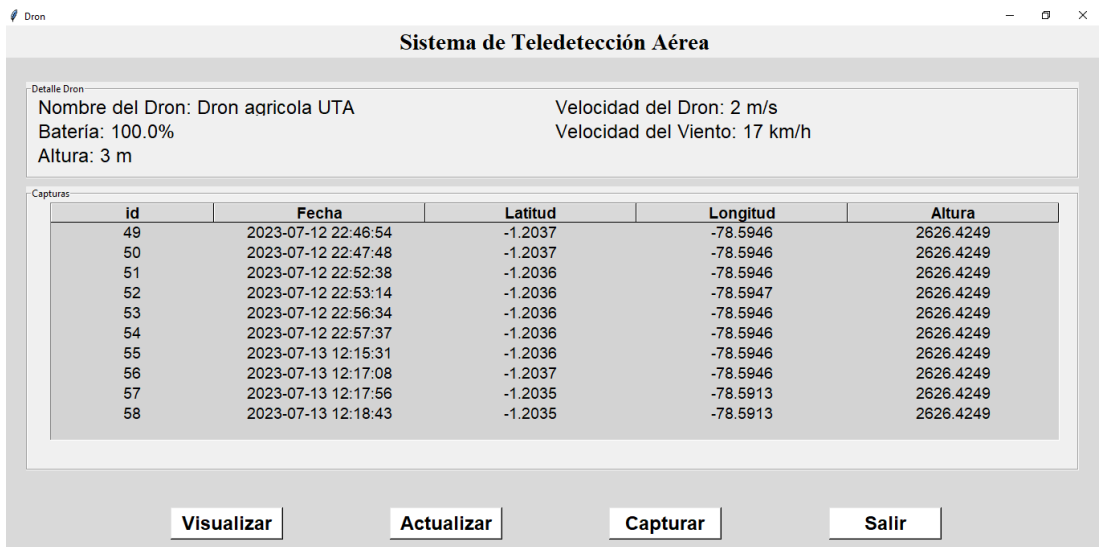 Dron
Sistema de Teledetección Aérea
Detalle Dron
Nombre del Dron: Dron agricola UTA
Batería: 100.0%
Altura: 3 m
Velocidad del Dron: 2 m/s
Velocidad del Viento: 17 km/h
Capturas
id Fecha Latitud Longitud Altura
49 2023-07-12 22:46:54 -1.2037 -78.5946 2626.4249
50 2023-07-12 22:47:48 -1.2037 -78.5946 2626.4249
51 2023-07-12 22:52:38 -1.2036 -78.5946 2626.4249
52 2023-07-12 22:53:14 -1.2036 -78.5947 2626.4249
53 2023-07-12 22:56:34 -1.2036 -78.5946 2626.4249
54 2023-07-12 22:57:37 -1.2036 -78.5946 2626.4249
55 2023-07-13 12:15:31 -1.2036 -78.5946 2626.4249
56 2023-07-13 12:17:08 -1.2037 -78.5946 2626.4249
57 2023-07-13 12:17:56 -1.2035 -78.5913 2626.4249
58 2023-07-13 12:18:43 -1.2035 -78.5913 2626.4249
Visualizar Actualizar Capturar Salir